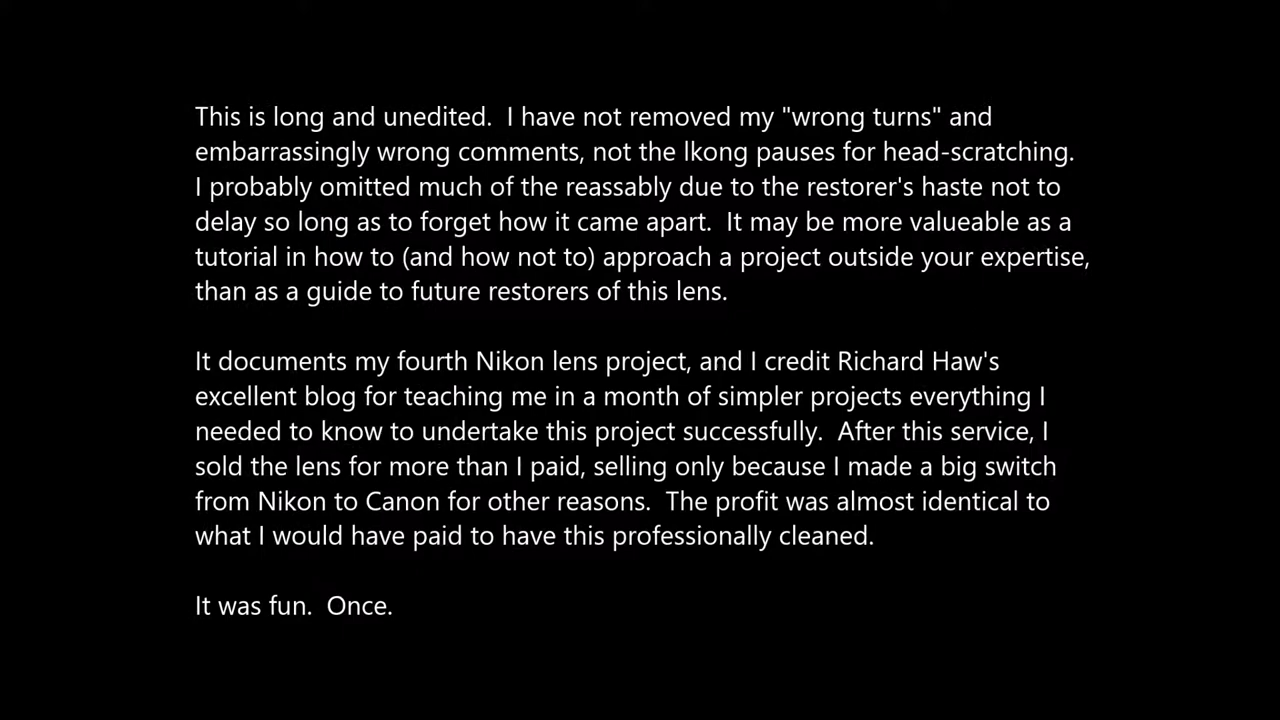 This is long and unedited.  I have not removed my "wrong turns" and
embarrassingly wrong comments, not the lkong pauses for head-scratching.
I probably omitted much of the reassably due to the restorer's haste not to
delay so long as to forget how it came apart.  It may be more valueable as a
tutorial in how to (and how not to) approach a project outside your expertise,
than as a guide to future restorers of this lens.
It documents my fourth Nikon lens project, and I credit Richard Haw's
excellent blog for teaching me in a month of simpler projects everything I
needed to know to undertake this project successfully.  After this service, I
sold the lens for more than I paid, selling only because I made a big switch
from Nikon to Canon for other reasons.  The profit was almost identical to
what I would have paid to have this professionally cleaned.
It was fun.  Once.